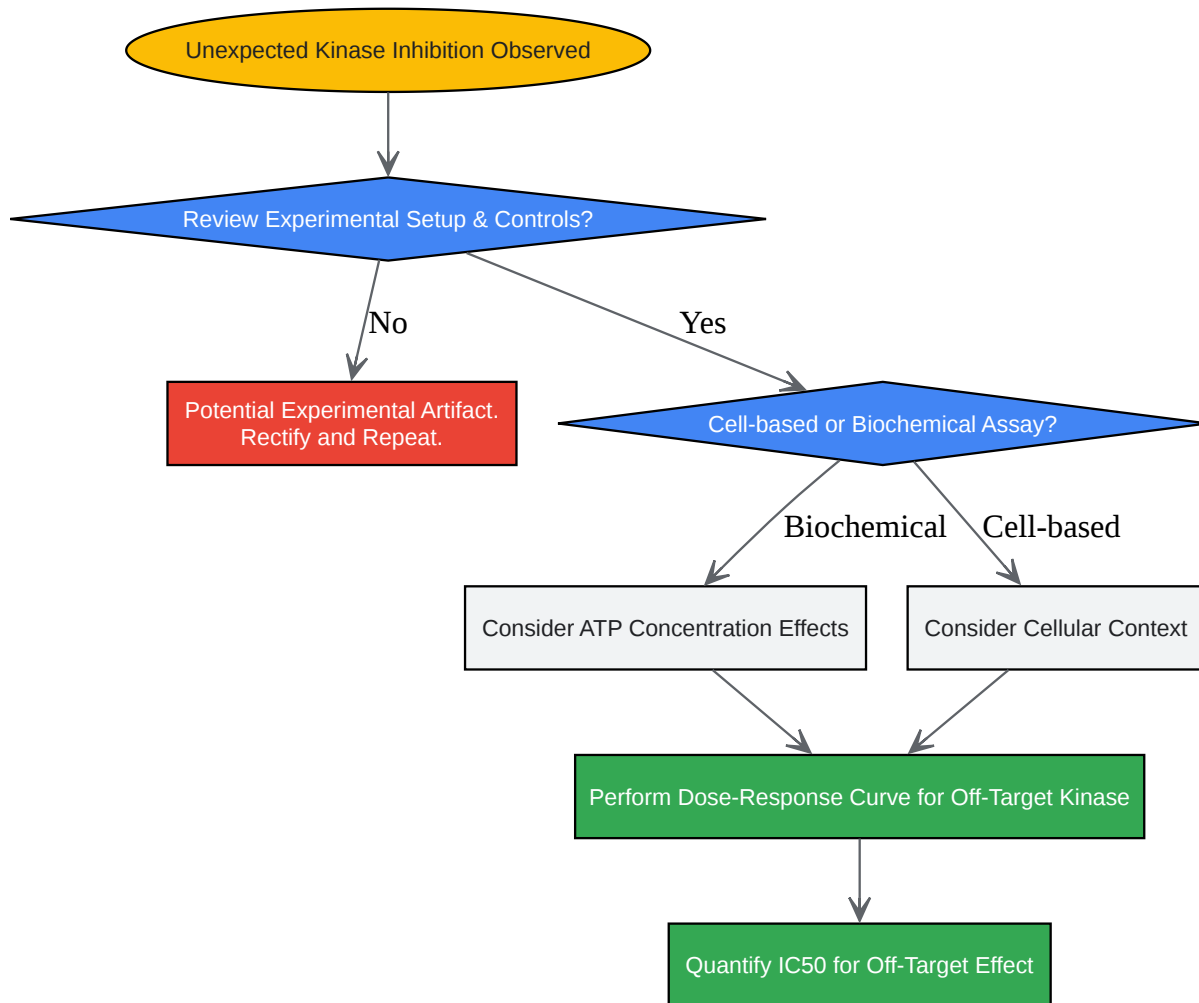 Unexpected Kinase Inhibition Observed
Review Experimental Setup & Controls?
No
Yes
Potential Experimental Artifact.
Rectify and Repeat.
Cell-based or Biochemical Assay?
Biochemical
Cell-based
Consider ATP Concentration Effects
Consider Cellular Context
Perform Dose-Response Curve for Off-Target Kinase
Quantify IC50 for Off-Target Effect